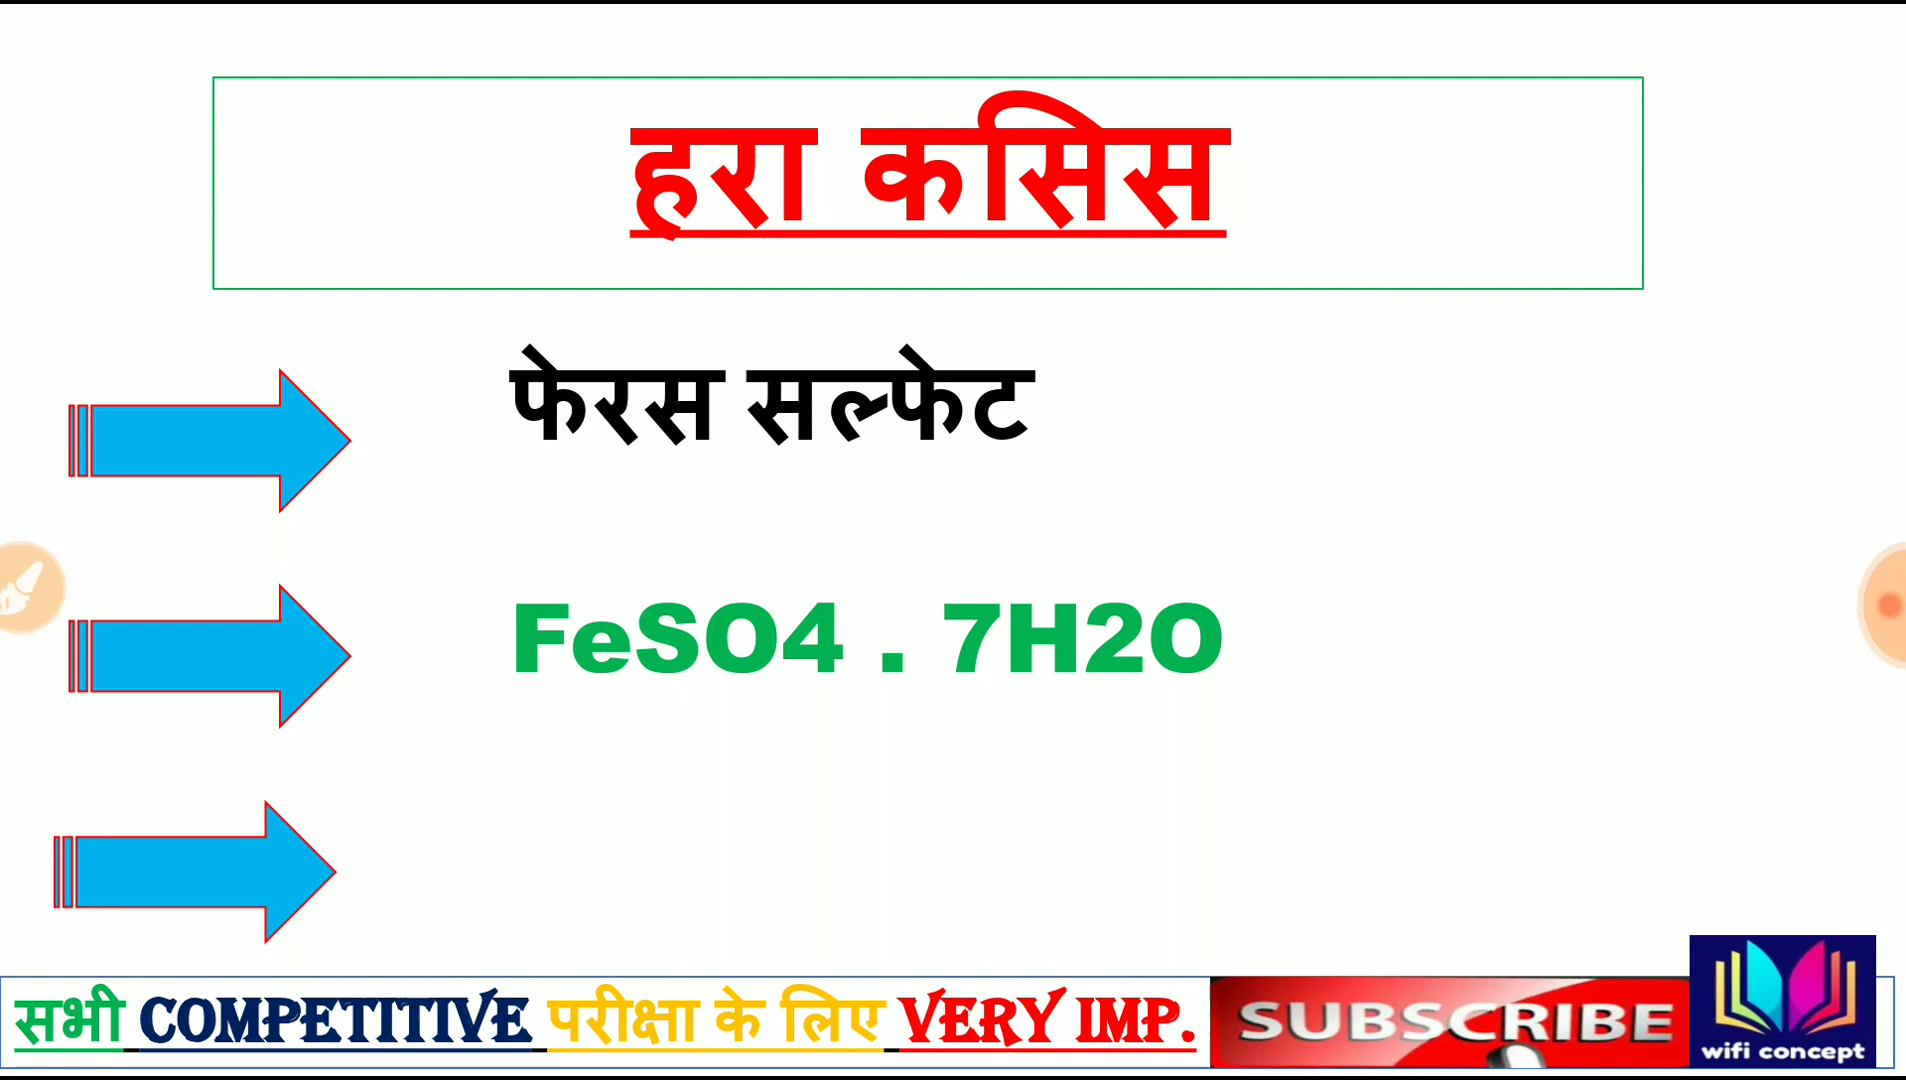 हरा कसिस
फेरस सल्फेट
FeSO4 . 7H2O
सभी COMPETITIVE परीक्षा के लिए VERY IMP.
SUBSCRIBE
wifi concept